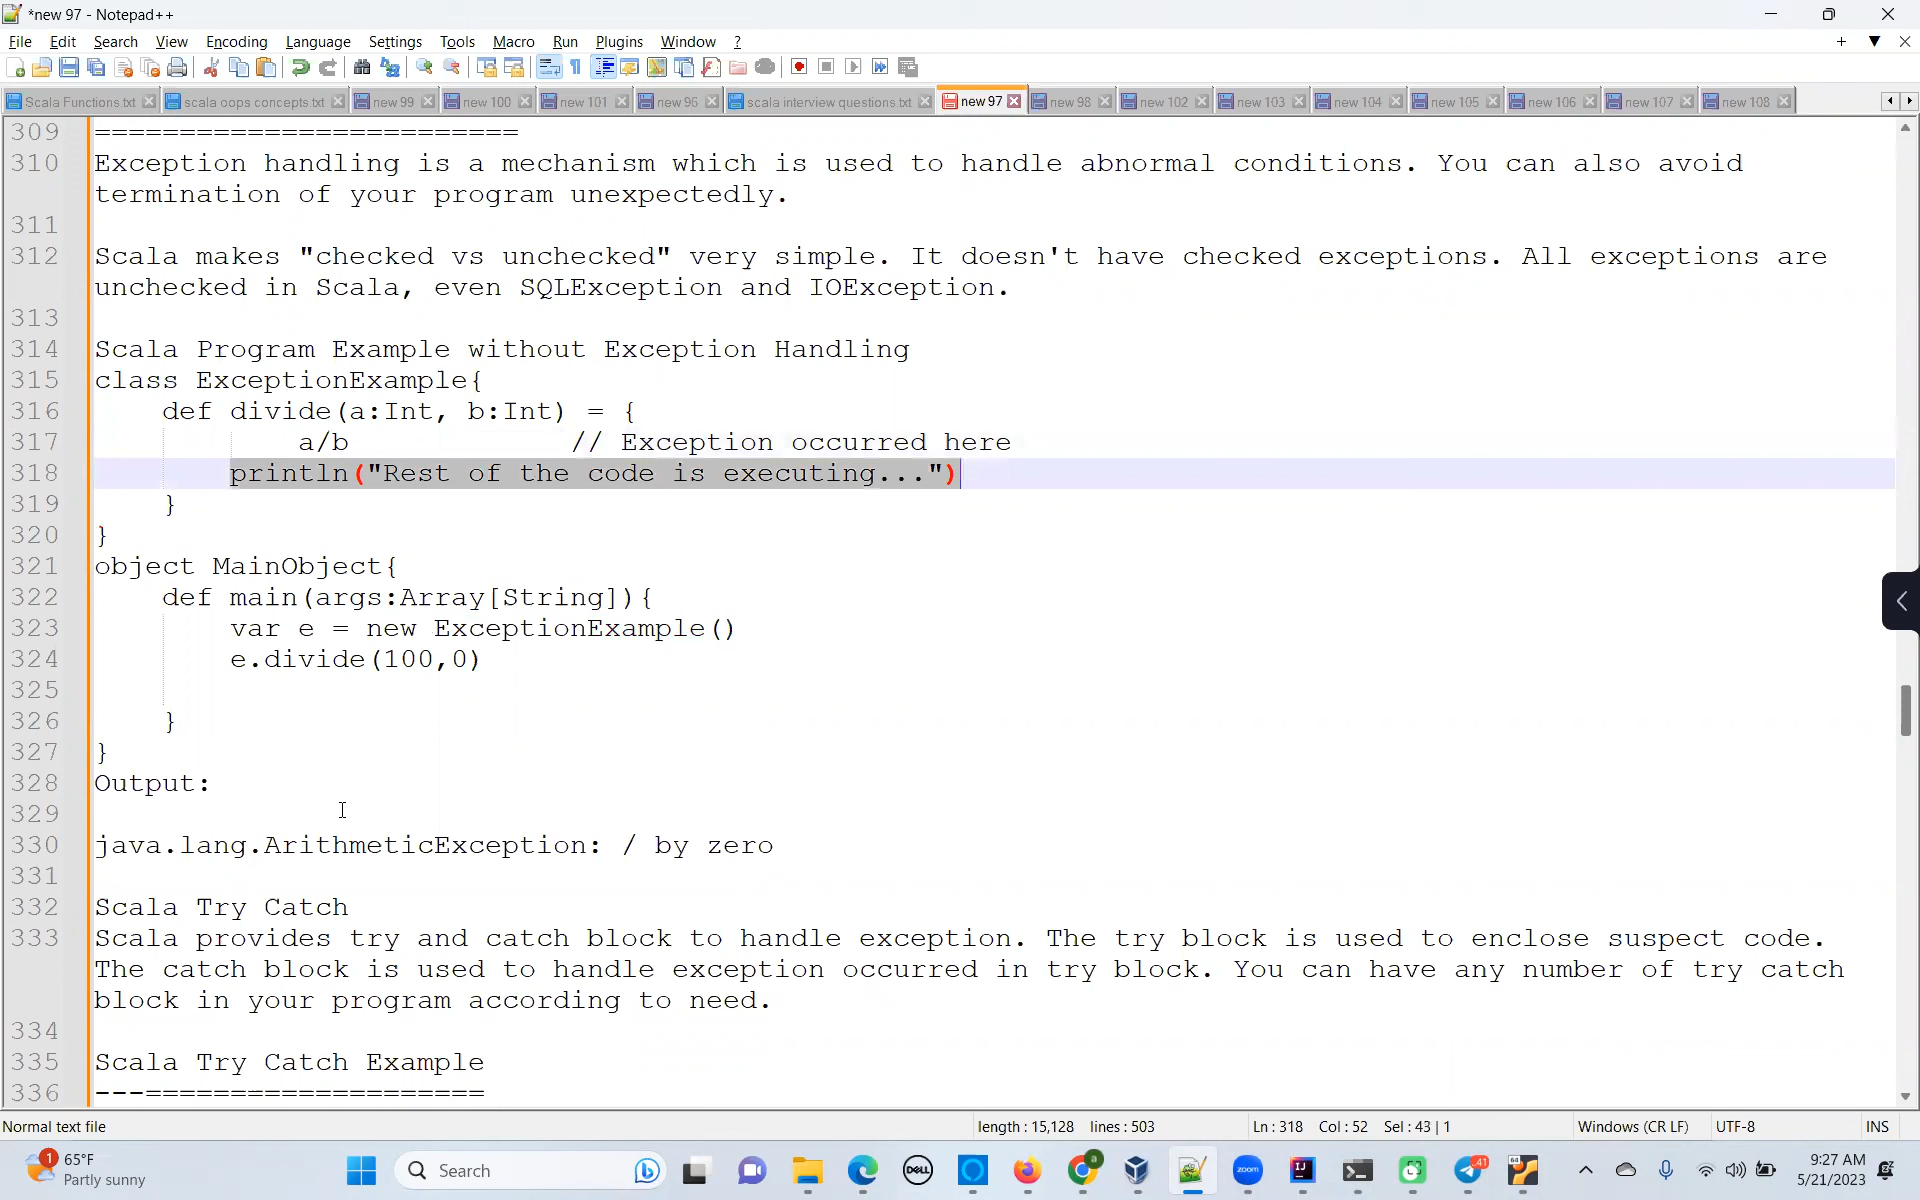 *new 97 - Notepad++
File Edit Search View Encoding Language Settings Tools Macro Run Plugins Window ?
Scala Functions.txt scala oops concepts.txt new 99 new 100 new 101 new 96 scala interview questions.txt new 97 new 98 new 102 new 103 new 104 new 105 new 106 new 107 new 108
309 =========================
310 Exception handling is a mechanism which is used to handle abnormal conditions. You can also avoid
termination of your program unexpectedly.
311
312 Scala makes "checked vs unchecked" very simple. It doesn't have checked exceptions. All exceptions are
unchecked in Scala, even SQLException and IOException.
313
314 Scala Program Example without Exception Handling
315 class ExceptionExample{
316 def divide(a:Int, b:Int) = {
317 a/b // Exception occurred here
318 println("Rest of the code is executing...")
319 }
320 }
321 object MainObject{
322 def main(args:Array[String]){
323 var e = new ExceptionExample()
324 e.divide(100,0)
325
326 }
327 }
328 Output:
329
330 java.lang.ArithmeticException: / by zero
331
332 Scala Try Catch
333 Scala provides try and catch block to handle exception. The try block is used to enclose suspect code.
The catch block is used to handle exception occurred in try block. You can have any number of try catch
block in your program according to need.
334
335 Scala Try Catch Example
336 ---====================
Normal text file length : 15,128 lines : 503 Ln : 318 Col : 52 Sel : 43 | 1 Windows (CR LF) UTF-8 INS
1 65°F
Partly sunny
Search
DELL
zoom
IJ
41
64
9:27 AM
5/21/2023